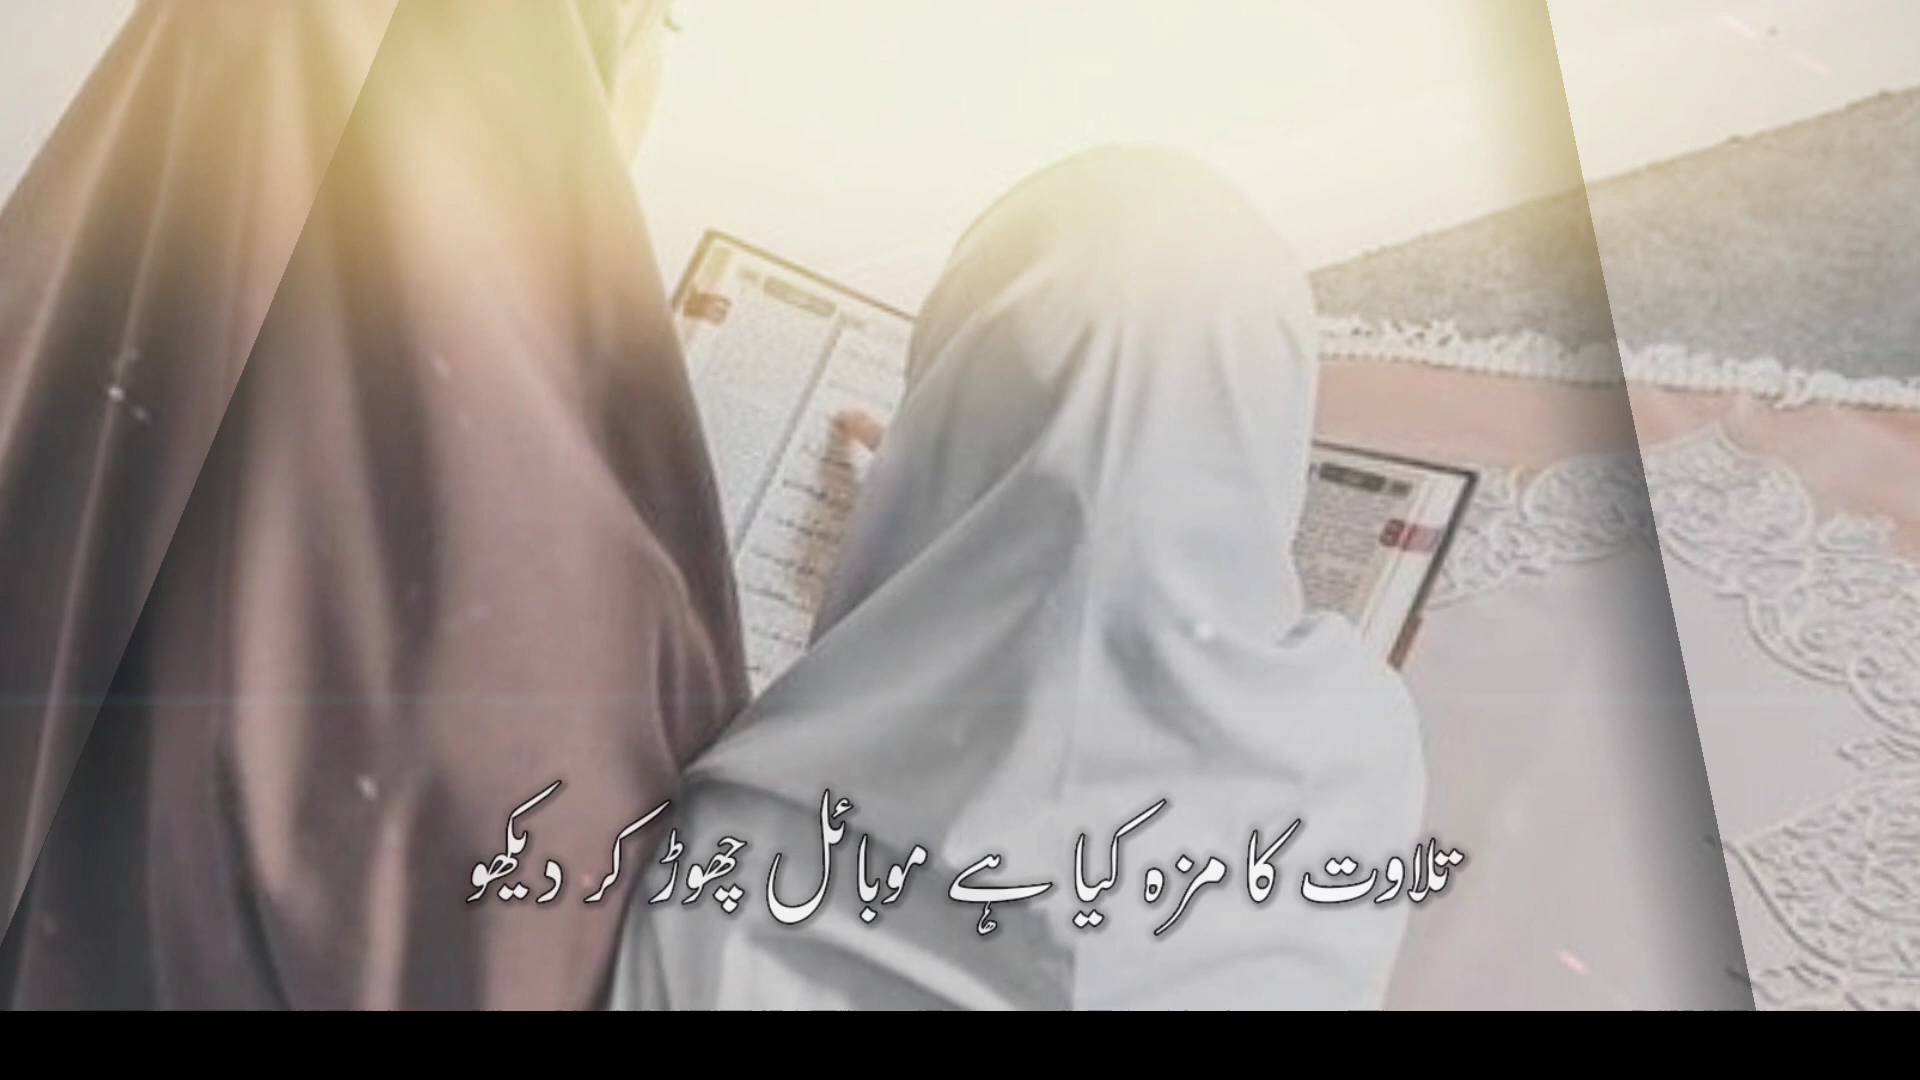 تلاوت کا مزہ کیا ہے موبائل چھوڑ کر دیکھو